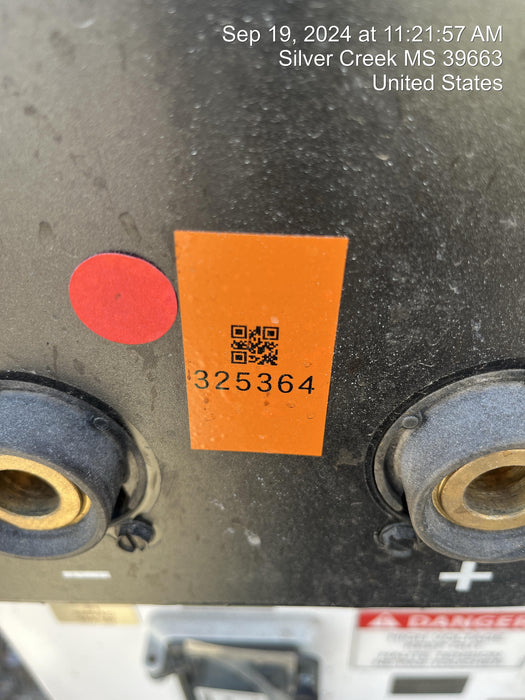 Sep 19, 2024 at 11:21:57 AM
Silver Creek MS 39663
United States
325364
−
+
DANGER